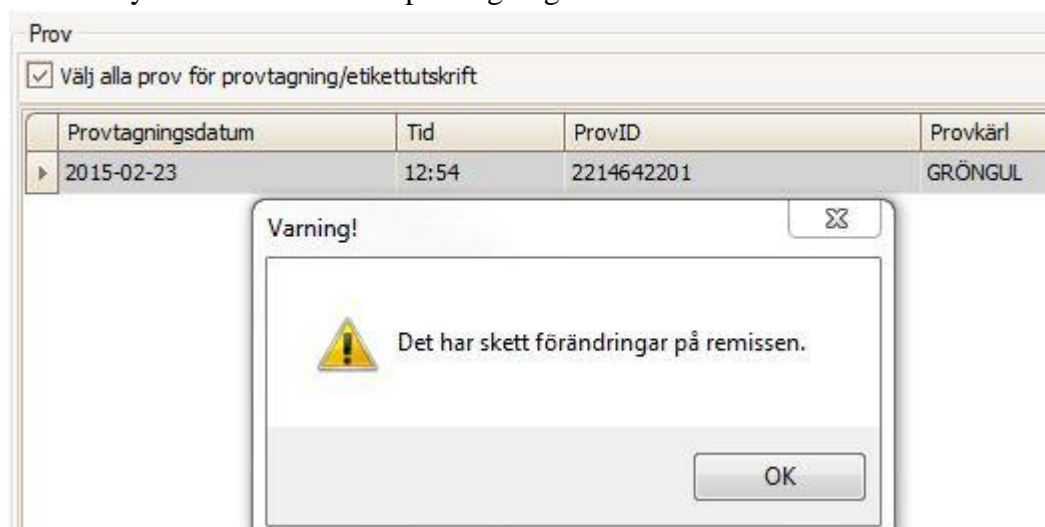 Prov
Välj alla prov för provtagning/etikettutskrift
Provtagningsdatum Tid ProvID Provkärl
2015-02-23 12:54 2214642201 GRÖNGUL
Varning!
Det har skett förändringar på remissen.
OK